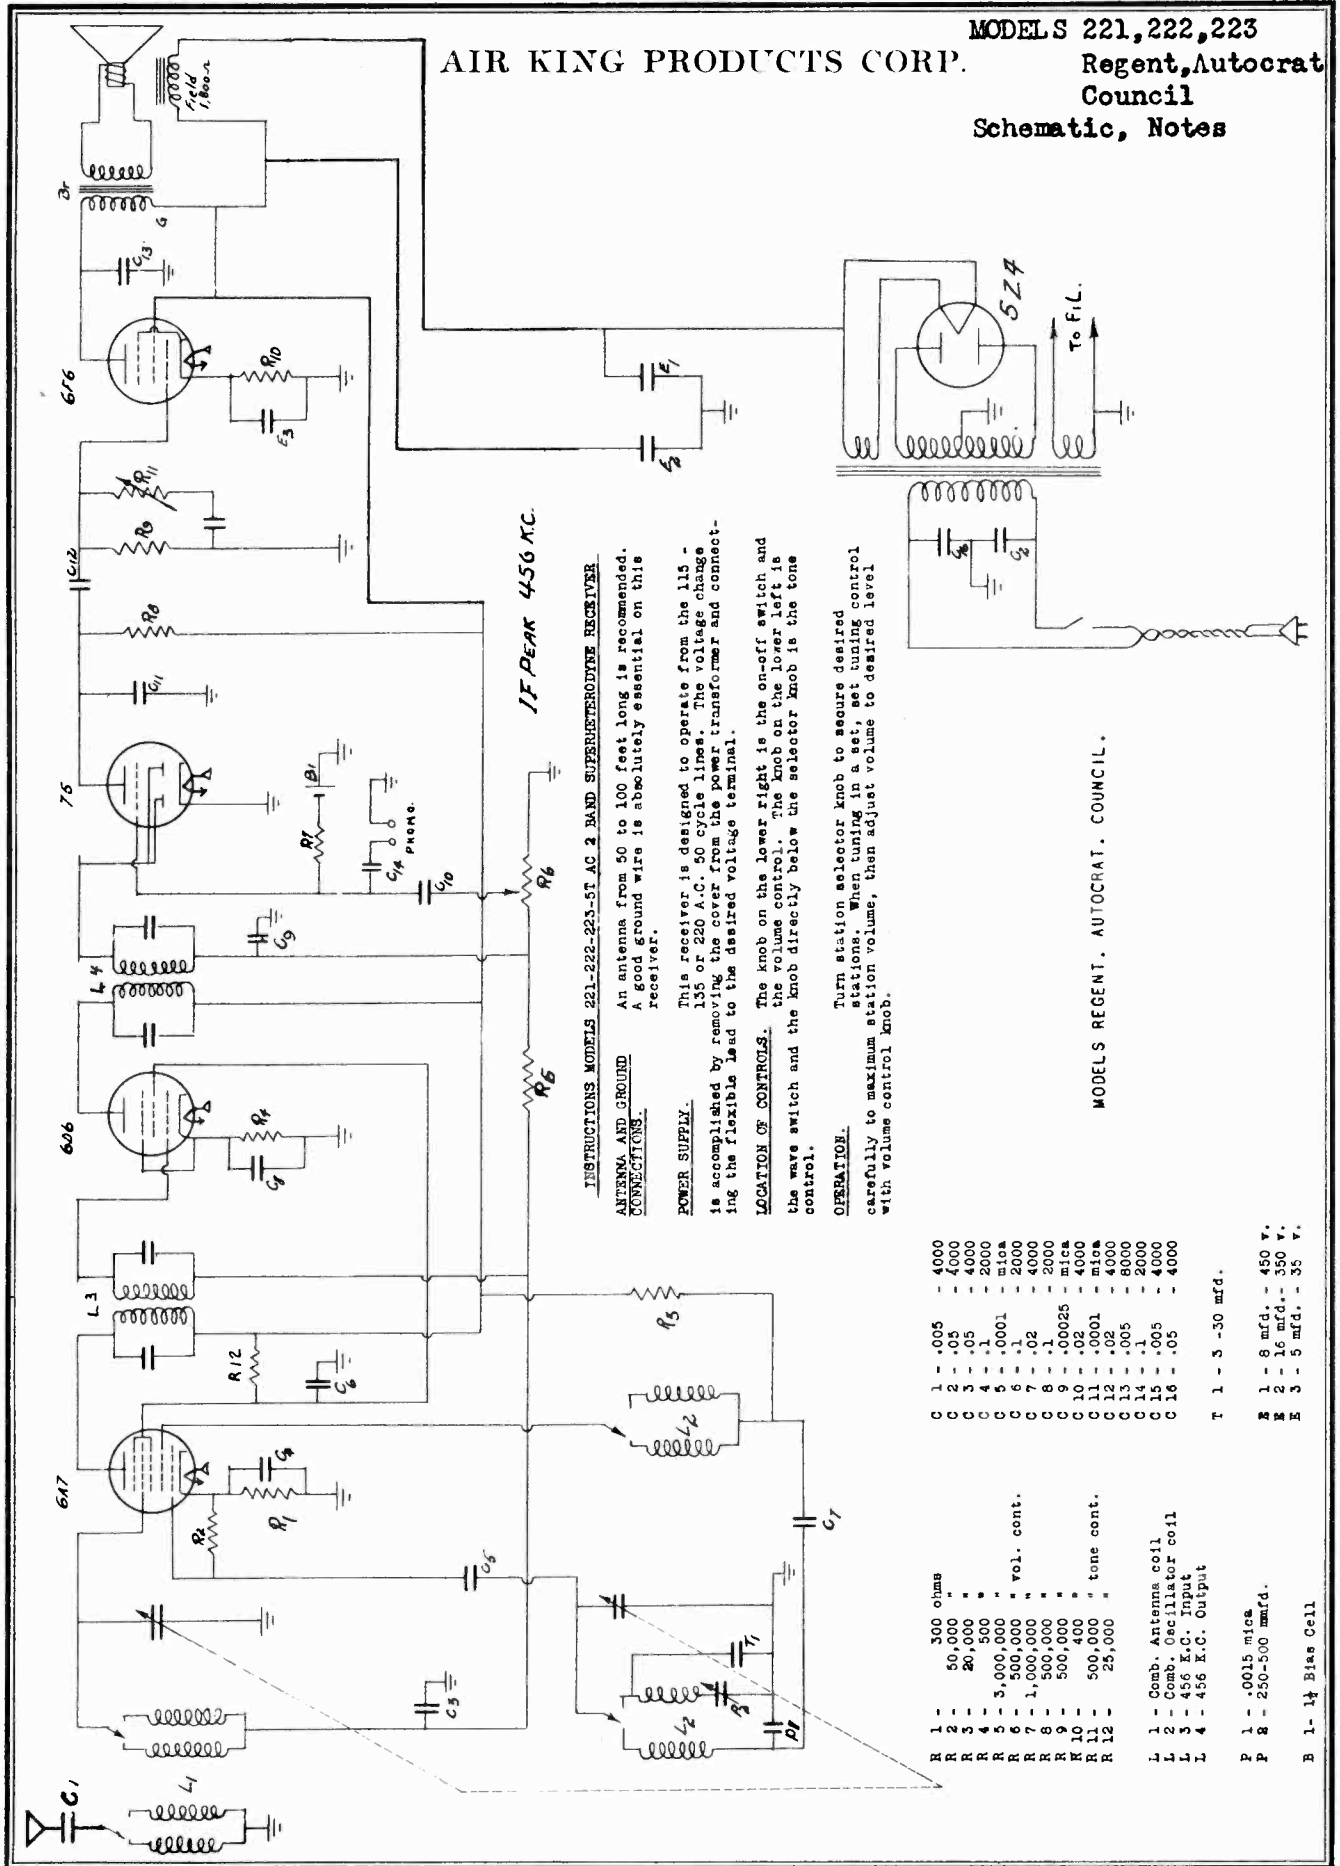 AIR KING PRODUCTS CORP.
MODELS 221,222,223
Regent,Autocrat
Council
Schematic, Notes
Field
1,800Ω
Br
G
C13
6F6
R10
E3
R11
R9
C12
R8
C11
75
B1
R7
C14
PHONO.
C10
R6
C9
L4
R5
6D6
R4
C8
L3
R12
C6
R3
L2
6A7
C4
R1
R2
C5
C7
T1
L2
P1
C3
C1
L1
E1
E2
5Z4
To FIL.
IF PEAK 456 K.C.
INSTRUCTIONS MODELS 221-222-223-5T AC 2 BAND SUPERHETERODYNE RECEIVER
ANTENNA AND GROUND CONNECTIONS.
An antenna from 50 to 100 feet long is recommended.
A good ground wire is absolutely essential on this
receiver.
POWER SUPPLY.
This receiver is designed to operate from the 115 -
135 or 220 A.C. 50 cycle lines. The voltage change
is accomplished by removing the cover from the power transformer and connect-
ing the flexible lead to the desired voltage terminal.
LOCATION OF CONTROLS. The knob on the lower right is the on-off switch and
the volume control. The knob on the lower left is
the wave switch and the knob directly below the selector knob is the tone
control.
OPERATION. Turn station selector knob to secure desired
stations. When tuning in a set, set tuning control
carefully to maximum station volume, then adjust volume to desired level
with volume control knob.
MODELS REGENT. AUTOCRAT. COUNCIL.
R 1 - 300 ohms
R 2 - 50,000 "
R 3 - 20,000 "
R 4 - 500 "
R 5 - 3,000,000 "
R 6 - 500,000 " vol. cont.
R 7 - 1,000,000 "
R 8 - 500,000 "
R 9 - 500,000 "
R 10 - 400 "
R 11 - 500,000 " tone cont.
R 12 - 25,000 "
L 1 - Comb. Antenna coil
L 2 - Comb. Oscillator coil
L 3 - 456 K.C. Input
L 4 - 456 K.C. Output
P 1 - .0015 mica
P 2 - 250-500 mmfd.
B 1- 1½ Bias Cell
C 1 - .005 - 4000
C 2 - .05 - 4000
C 3 - .05 - 4000
C 4 - .1 - 2000
C 5 - .0001 - mica
C 6 - .1 - 2000
C 7 - .02 - 4000
C 8 - .1 - 2000
C 9 - .00025 - mica
C 10 - .02 - 4000
C 11 - .0001 - mica
C 12 - .02 - 4000
C 13 - .005 - 8000
C 14 - .1 - 2000
C 15 - .005 - 4000
C 16 - .05 - 4000
T 1 - 3 -30 mfd.
E 1 - 8 mfd. - 450 v.
E 2 - 16 mfd.- 350 v.
E 3 - 5 mfd. - 35 v.